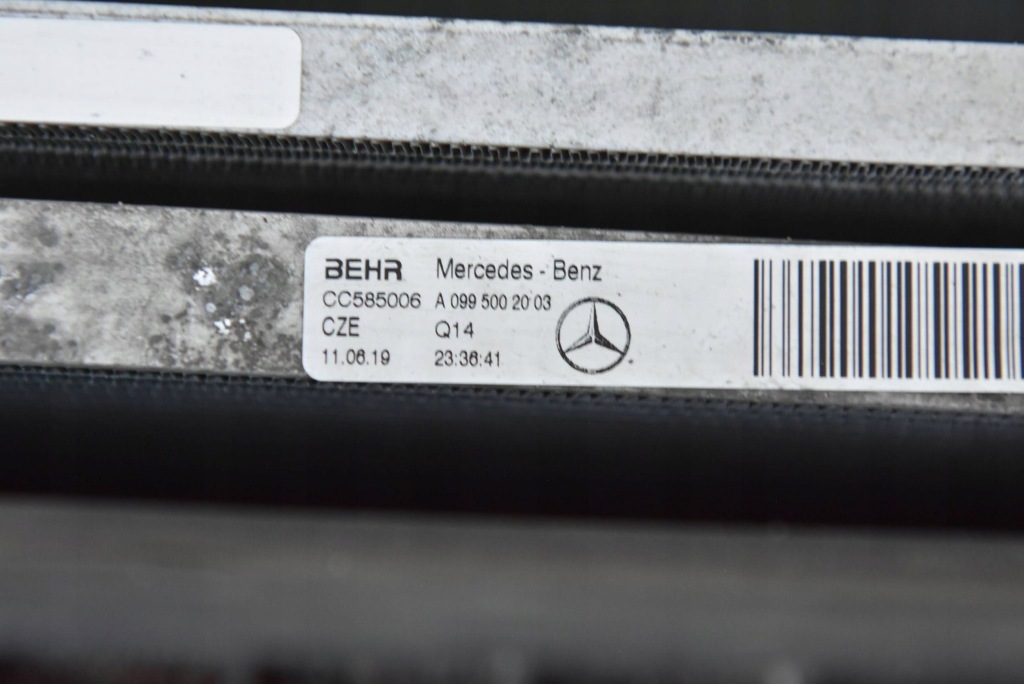 BEHR Mercedes - Benz
CC585006 A 099 500 20 03
CZE Q14
11.06.19 23:36:41